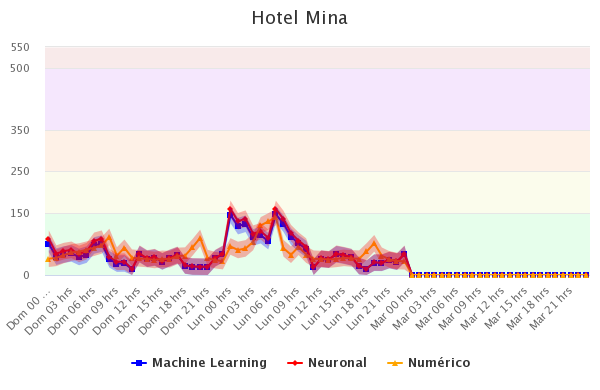 Hotel Mina
550
500
350
250
150
0
Dom 00 ...
Dom 03 hrs
Dom 06 hrs
Dom 09 hrs
Dom 12 hrs
Dom 15 hrs
Dom 18 hrs
Dom 21 hrs
Lun 00 hrs
Lun 03 hrs
Lun 06 hrs
Lun 09 hrs
Lun 12 hrs
Lun 15 hrs
Lun 18 hrs
Lun 21 hrs
Mar 00 hrs
Mar 03 hrs
Mar 06 hrs
Mar 09 hrs
Mar 12 hrs
Mar 15 hrs
Mar 18 hrs
Mar 21 hrs
Machine Learning Neuronal Numérico